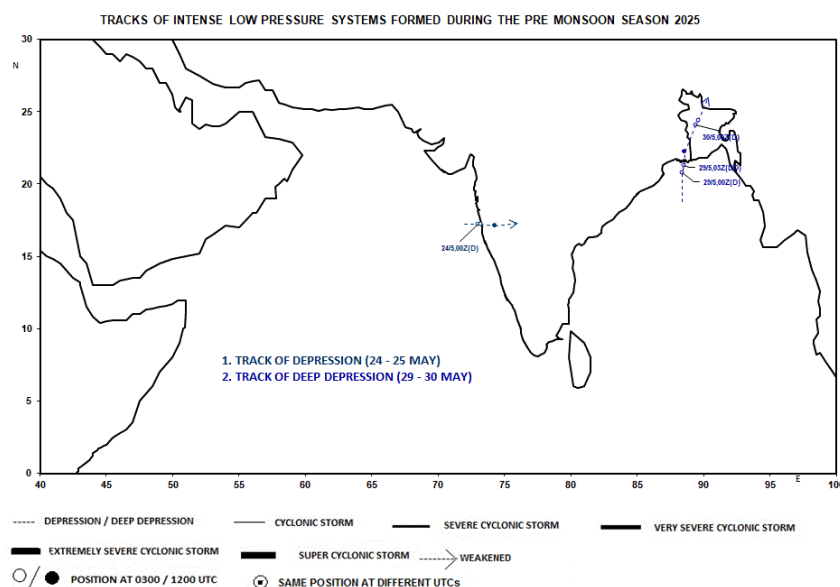 TRACKS OF INTENSE LOW PRESSURE SYSTEMS FORMED DURING THE PRE MONSOON SEASON 2025
30
N
25
30/5,00Z(D)
29/5,03Z(DD)
20
29/5,00Z(D)
24/5,00Z(D)
15
10
1. TRACK OF DEPRESSION (24 - 25 MAY)
2. TRACK OF DEEP DEPRESSION (29 - 30 MAY)
5
0
40 45 50 55 60 65 70 75 80 85 90 95 E 100
DEPRESSION / DEEP DEPRESSION CYCLONIC STORM SEVERE CYCLONIC STORM VERY SEVERE CYCLONIC STORM
EXTREMELY SEVERE CYCLONIC STORM SUPER CYCLONIC STORM WEAKENED
/ POSITION AT 0300 / 1200 UTC SAME POSITION AT DIFFERENT UTCs